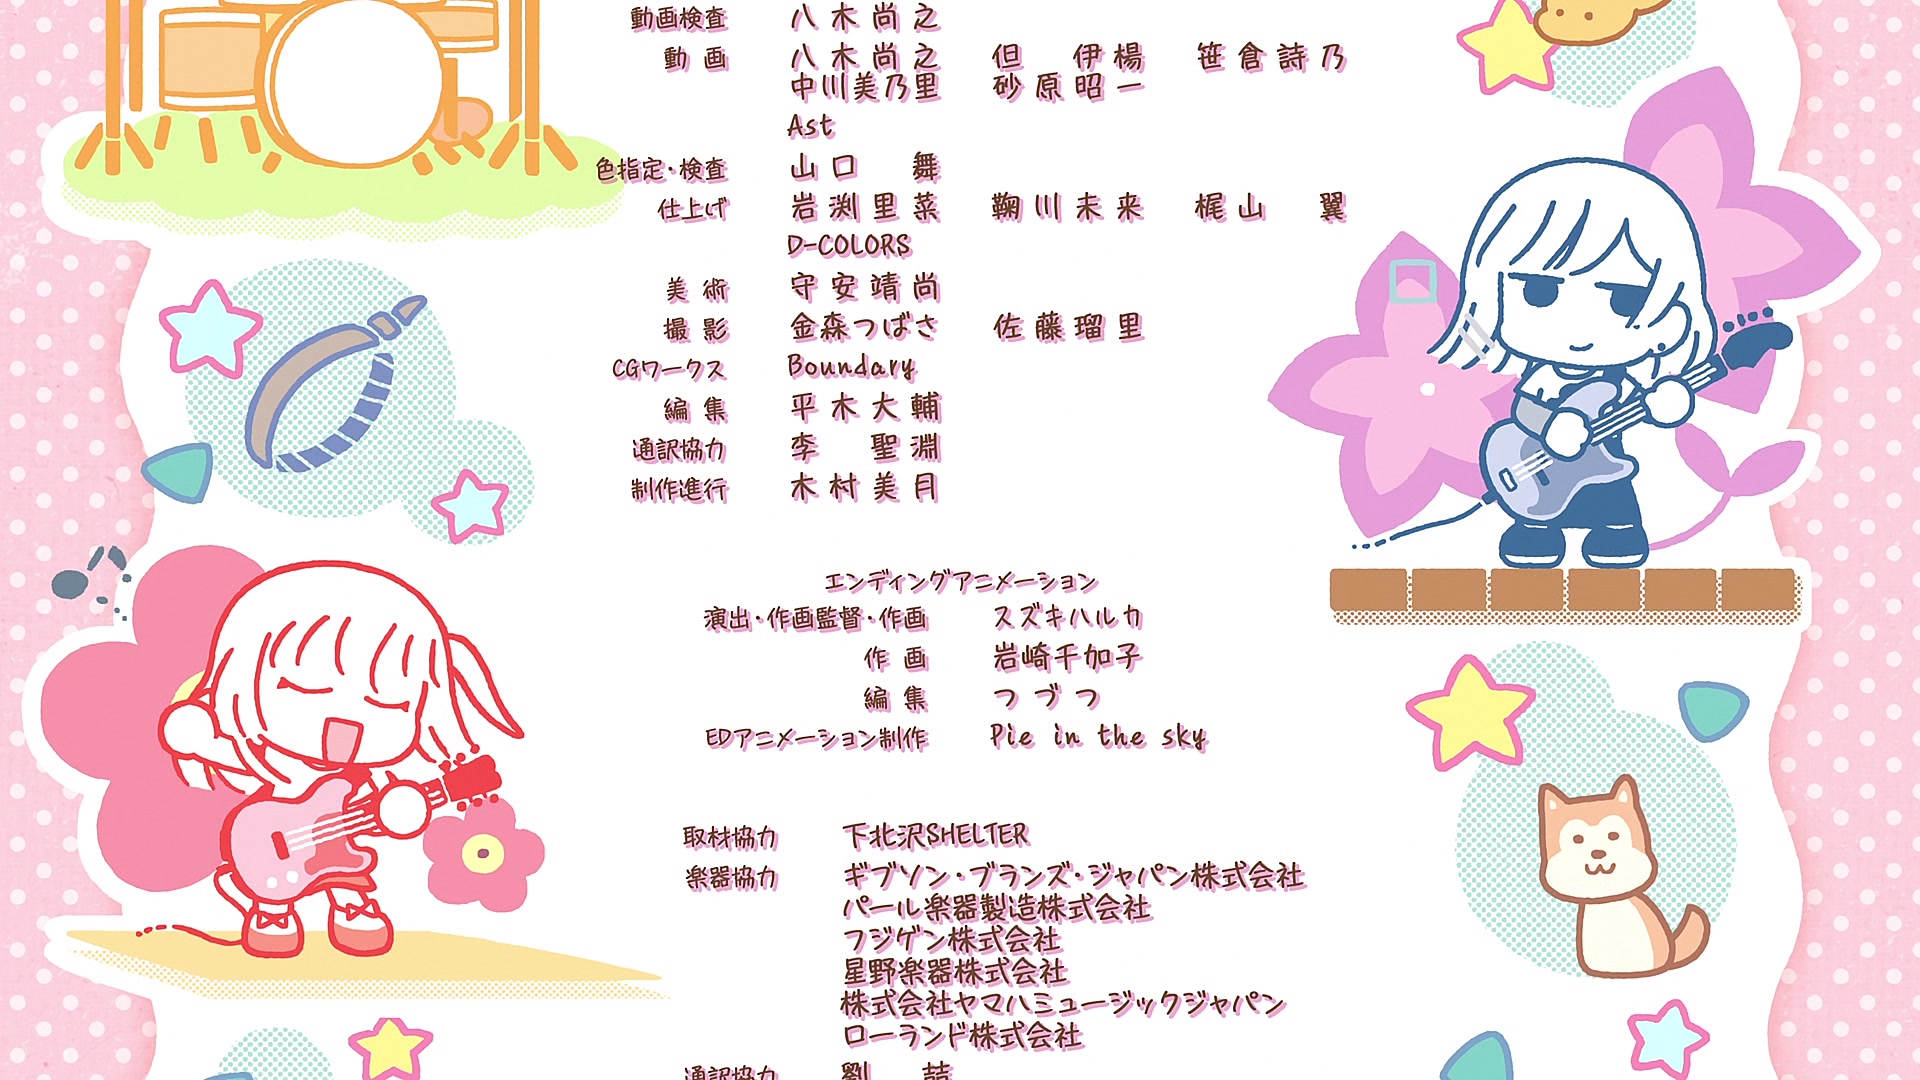 動画検査 八木尚之
動画 八木尚之 但 伊楊 笹倉詩乃
中川美乃里 砂原昭一
Ast
色指定・検査 山口 舞
仕上げ 岩渕里菜 鞠川未来 梶山 翼
D-COLORS
美術 守安靖尚
撮影 金森つばさ 佐藤瑠里
CGワークス Boundary
編集 平木大輔
通訳協力 李 聖淵
制作進行 木村美月
エンディングアニメーション
演出・作画監督・作画 スズキハルカ
作画 岩崎千加子
編集 つづつ
EDアニメーション制作 Pie in the sky
取材協力 下北沢SHELTER
楽器協力 ギブソン・ブランズ・ジャパン株式会社
パール楽器製造株式会社
フジゲン株式会社
星野楽器株式会社
株式会社ヤマハミュージックジャパン
ローランド株式会社
通訳協力 劉 喆